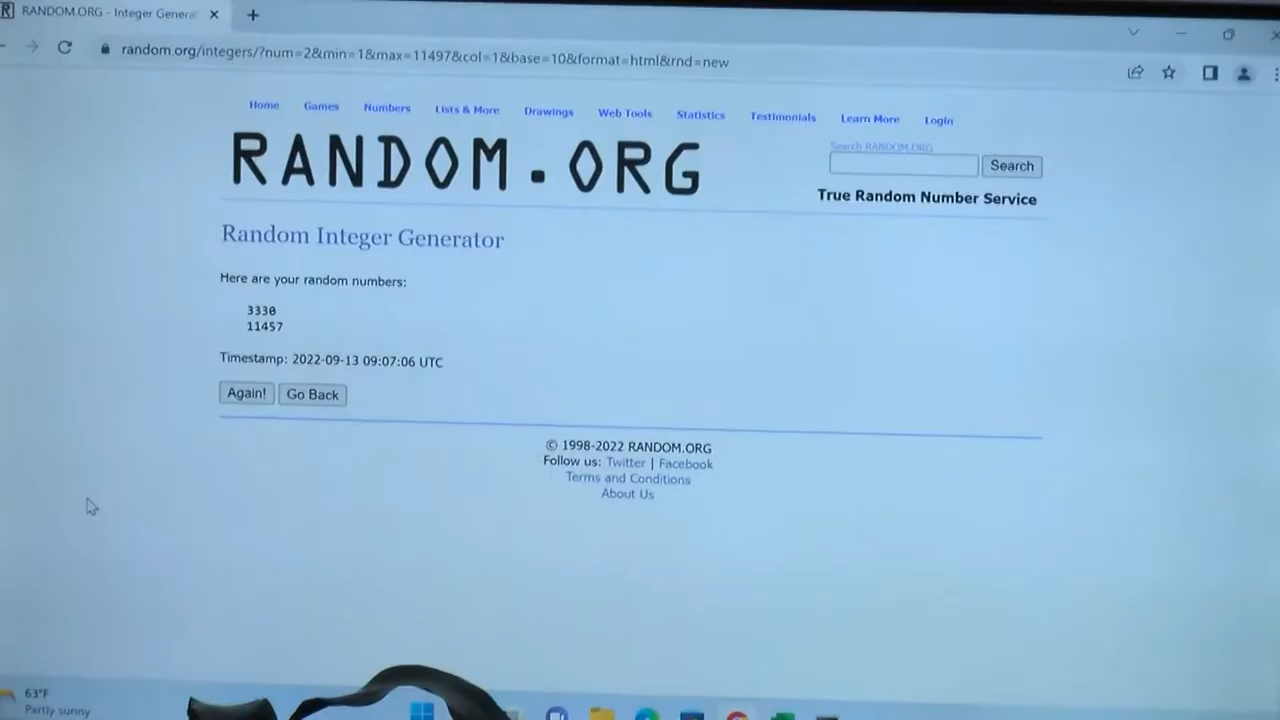 RANDOM.ORG - Integer Genera
random.org/integers/?num=2&min=1&max=11497&col=1&base=10&format=html&rnd=new
Home Games Numbers Lists & More Drawings Web Tools Statistics Testimonials Learn More Login
RANDOM.ORG
Search RANDOM.ORG
Search
True Random Number Service
Random Integer Generator
Here are your random numbers:
3330
11457
Timestamp: 2022-09-13 09:07:06 UTC
Again! Go Back
© 1998-2022 RANDOM.ORG
Follow us: Twitter | Facebook
Terms and Conditions
About Us
63°F
Partly sunny